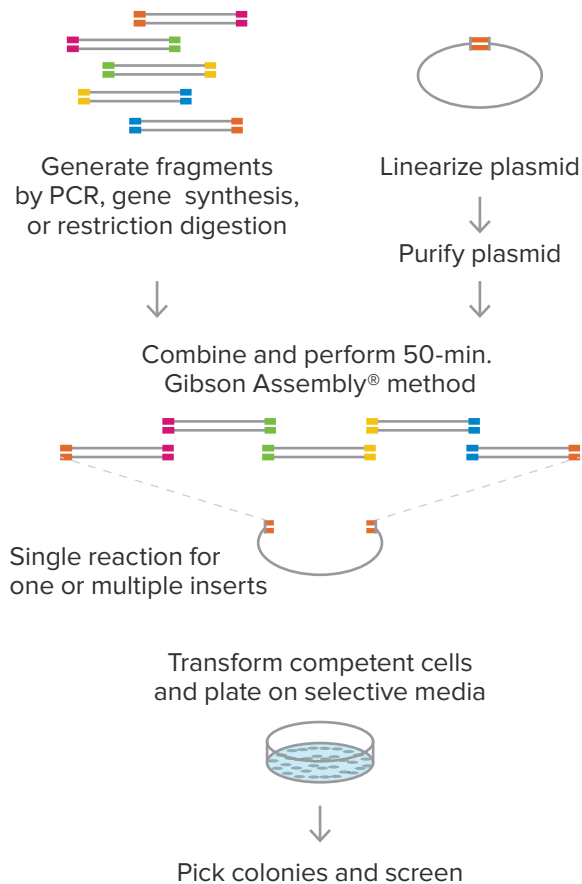 Generate fragments
by PCR, gene synthesis,
or restriction digestion
Linearize plasmid
Purify plasmid
Combine and perform 50-min.
Gibson Assembly® method
Single reaction for
one or multiple inserts
Transform competent cells
and plate on selective media
Pick colonies and screen